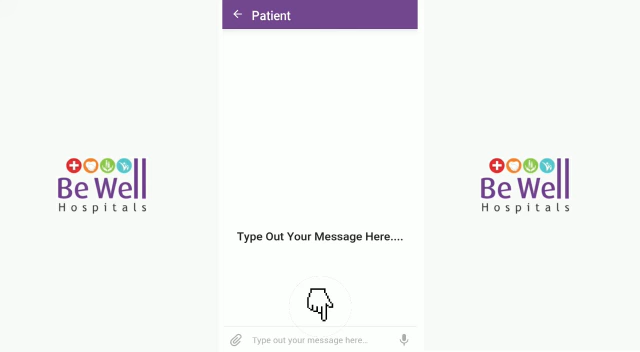 Patient
Be Well
Hospitals
Be Well
Hospitals
Type Out Your Message Here....
Type out your message here...